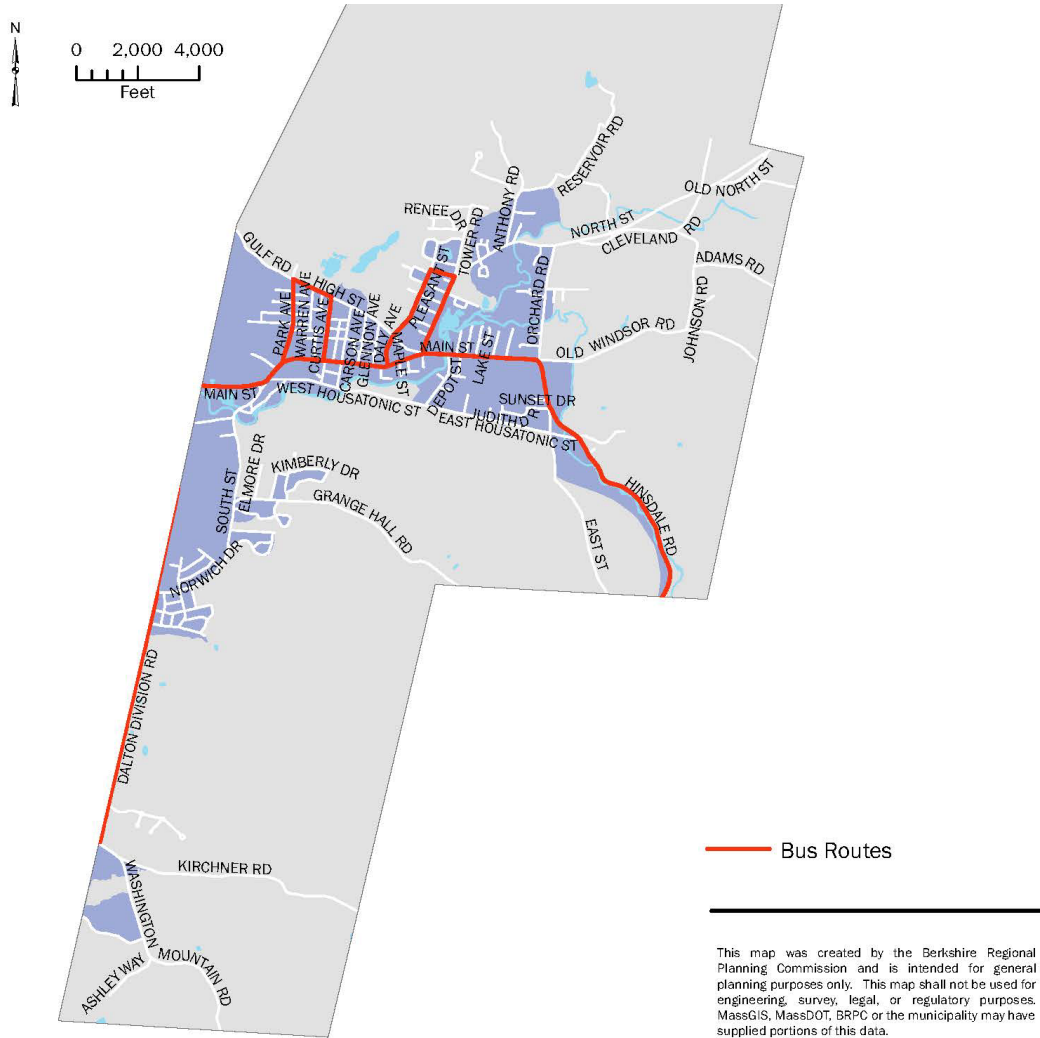 N
0 2,000 4,000
Feet
RESERVOIR RD
OLD NORTH ST
ANTHONY RD
RENEE DR
TOWER RD
NORTH ST
CLEVELAND RD
GULF RD
ADAMS RD
PLEASANT ST
HIGH ST
ORCHARD RD
JOHNSON RD
PARK AVE
WARREN AVE
CURTIS AVE
CARSON AVE
GLENNON AVE
DALY AVE
MAPLE ST
MAIN ST
LAKE ST
OLD WINDSOR RD
DEPOT ST
MAIN ST
WEST HOUSATONIC ST
SUNSET DR
JUDITH DR
EAST HOUSATONIC ST
KIMBERLY DR
ELMORE DR
SOUTH ST
GRANGE HALL RD
HINSDALE RD
EAST ST
NORWICH DR
DALTON DIVISION RD
KIRCHNER RD
WASHINGTON MOUNTAIN RD
ASHLEY WAY
Bus Routes
This map was created by the Berkshire Regional
Planning Commission and is intended for general
planning purposes only. This map shall not be used for
engineering, survey, legal, or regulatory purposes.
MassGIS, MassDOT, BRPC or the municipality may have
supplied portions of this data.